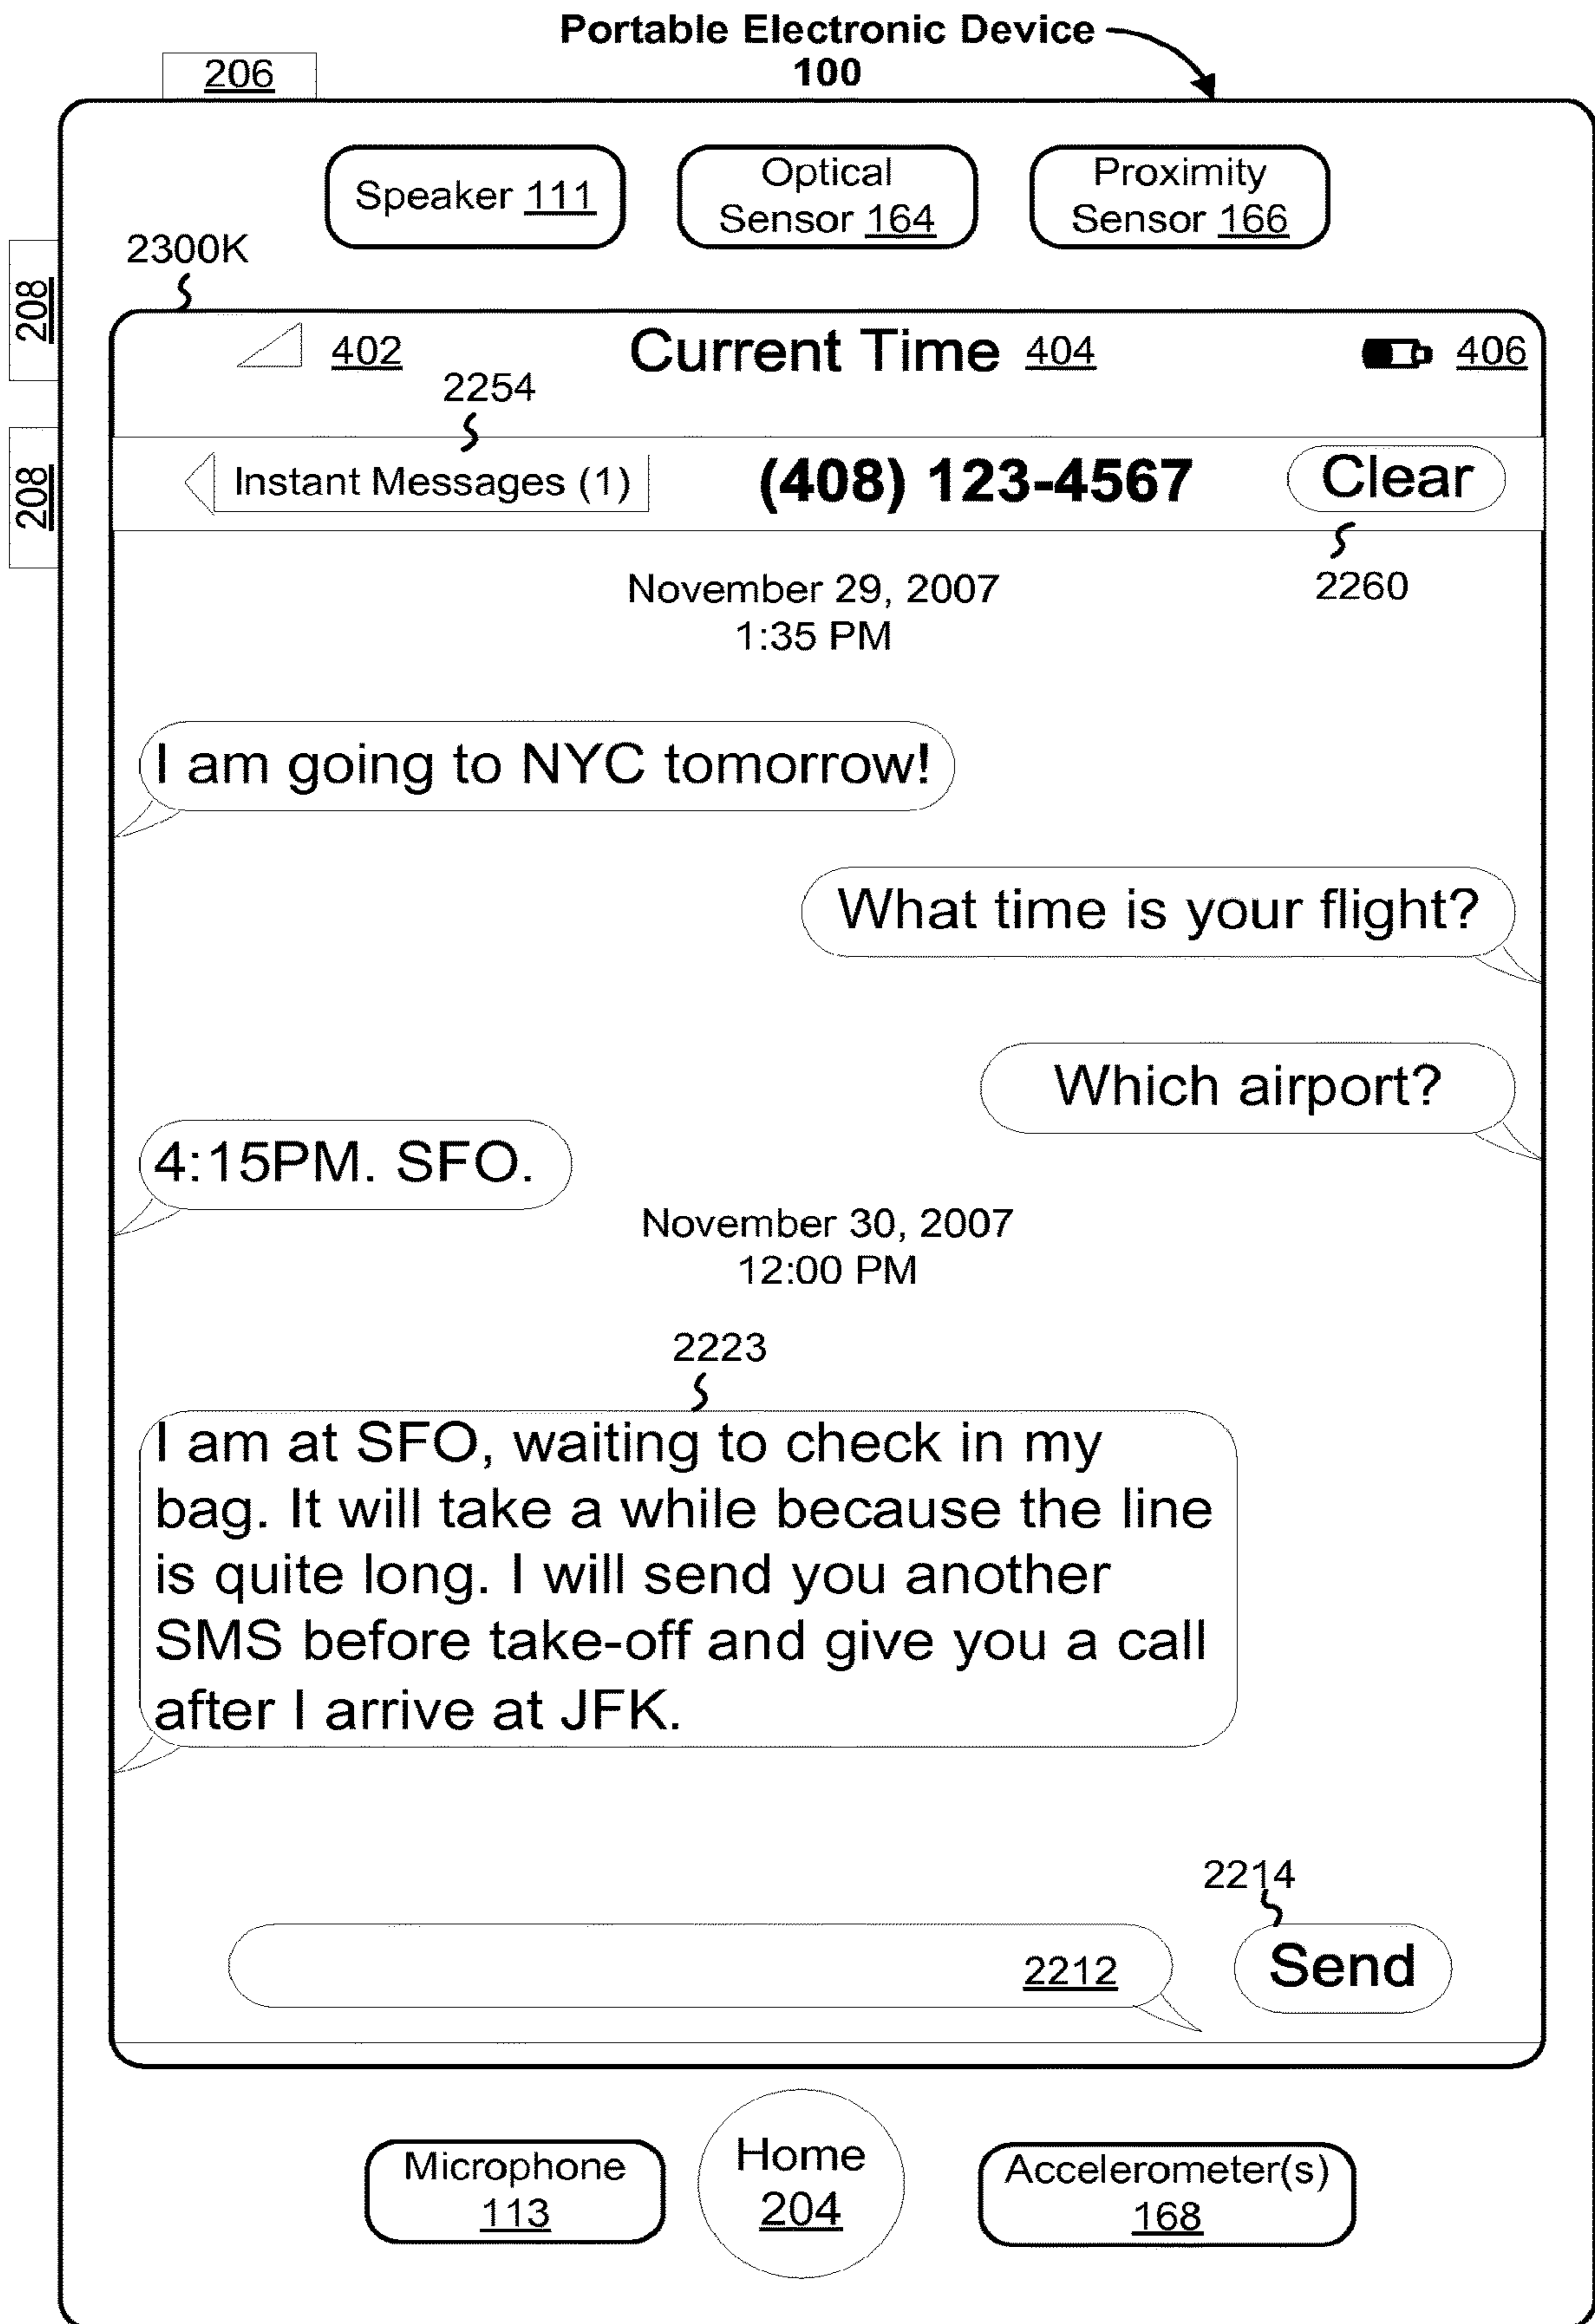 Portable Electronic Device
100
206
Speaker 111
Optical
Sensor 164
Proximity
Sensor 166
2300K
208
402
Current Time 404
406
2254
208
Instant Messages (1)
(408) 123-4567
Clear
2260
November 29, 2007
1:35 PM
I am going to NYC tomorrow!
What time is your flight?
Which airport?
4:15PM. SFO.
November 30, 2007
12:00 PM
2223
I am at SFO, waiting to check in my
bag. It will take a while because the line
is quite long. I will send you another
SMS before take-off and give you a call
after I arrive at JFK.
2214
2212
Send
Microphone
113
Home
204
Accelerometer(s)
168